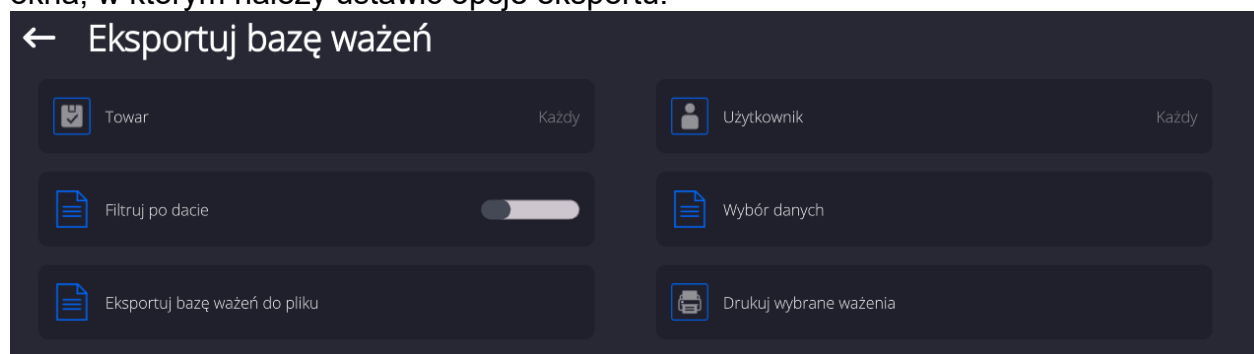 okna, w którym należy ustawić opcje eksportu.
← Eksportuj bazę ważeń
Towar Każdy Użytkownik Każdy
Filtruj po dacie Wybór danych
Eksportuj bazę ważeń do pliku Drukuj wybrane ważenia